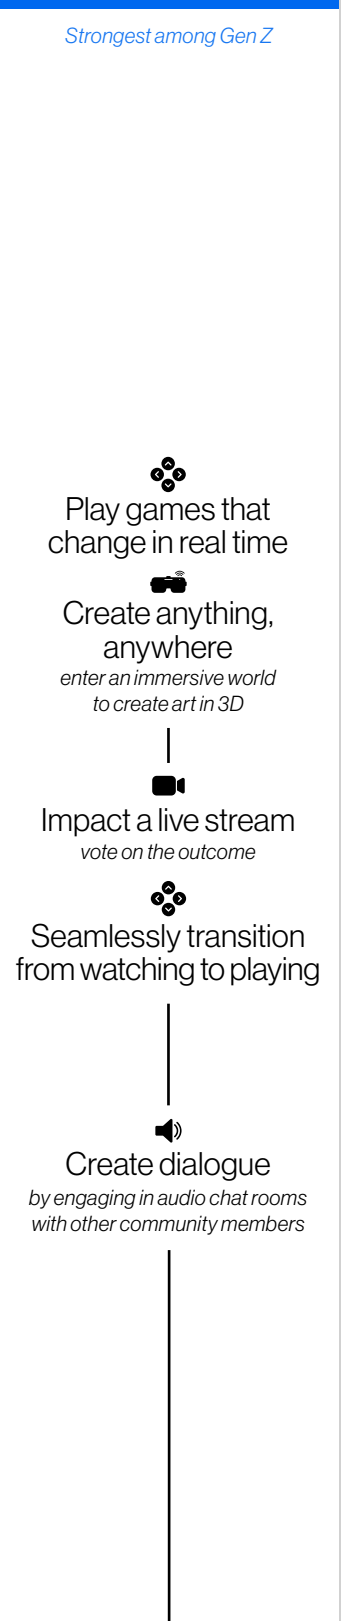 Strongest among Gen Z
Play games that
change in real time
Create anything,
anywhere
enter an immersive world
to create art in 3D
Impact a live stream
vote on the outcome
Seamlessly transition
from watching to playing
Create dialogue
by engaging in audio chat rooms
with other community members